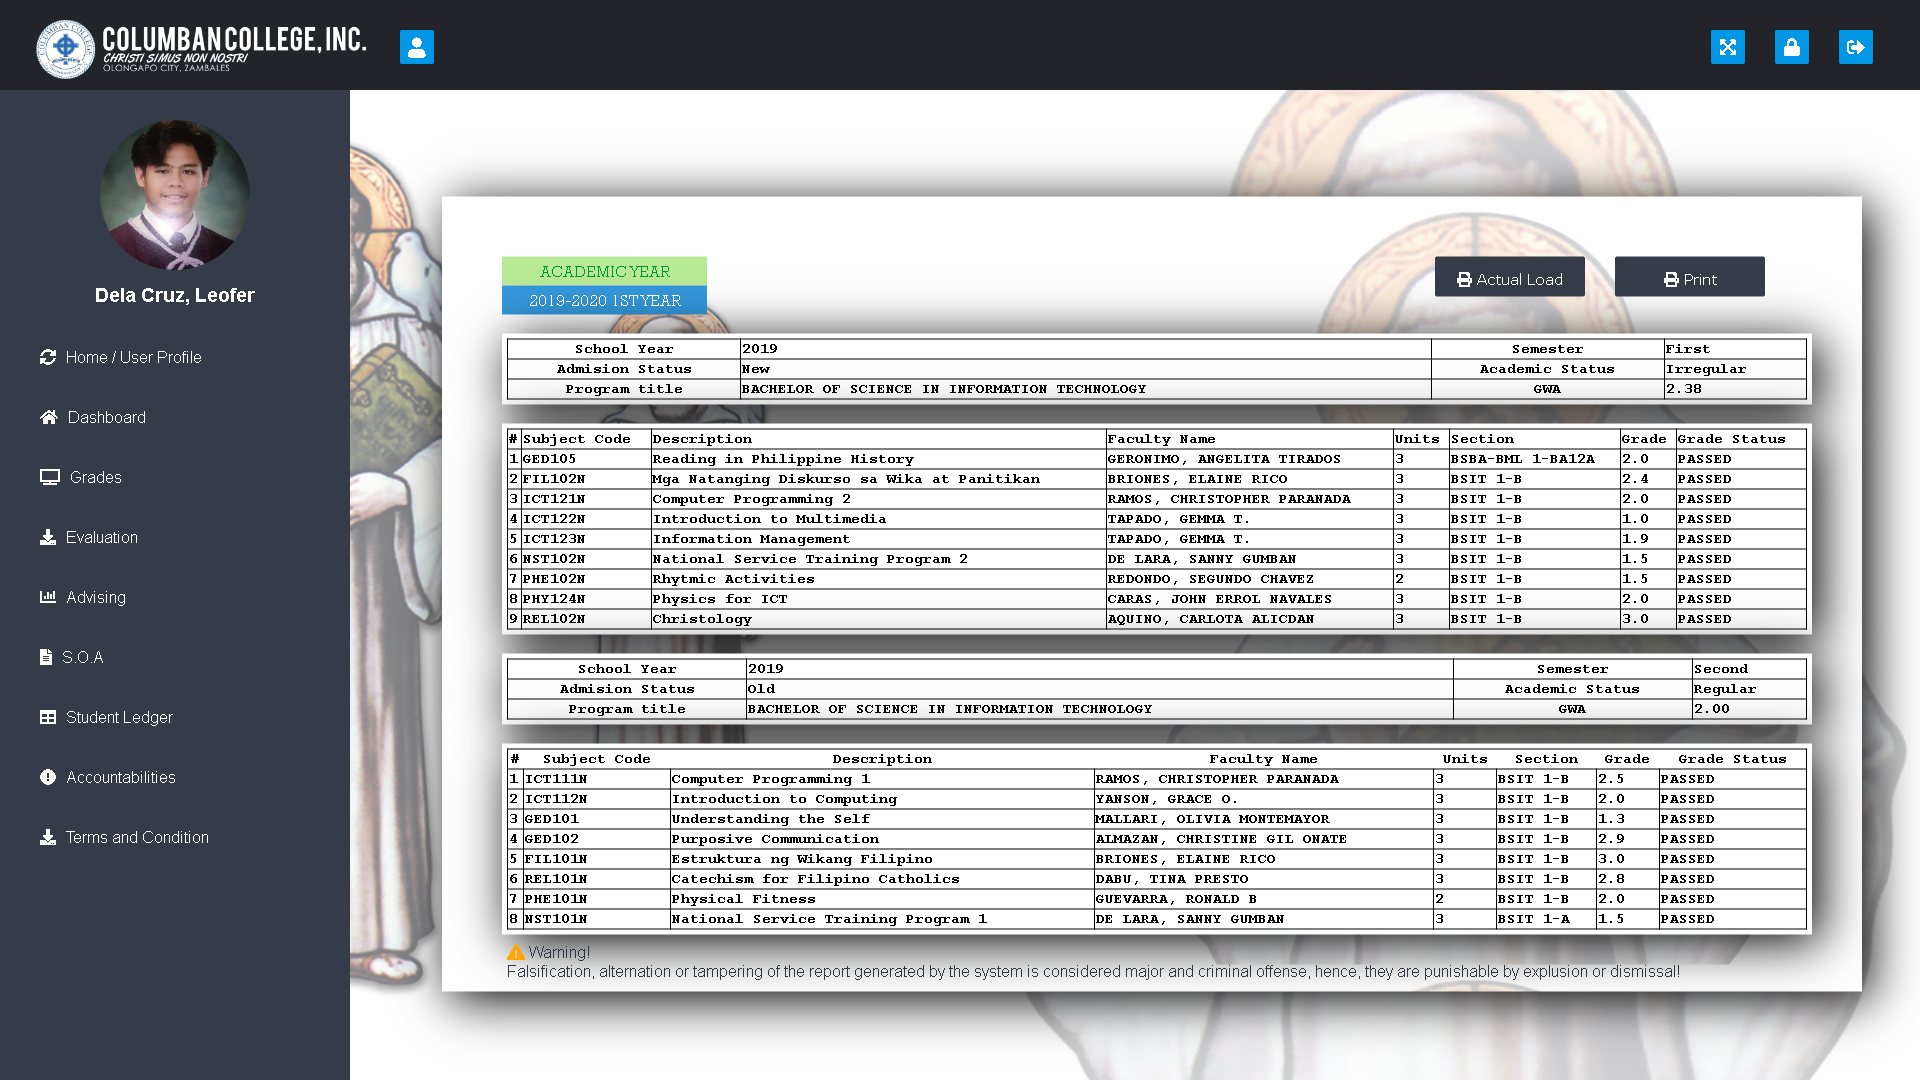 COLUMBAN COLLEGE, INC.
CHRISTI SIMUS NON NOSTRI
OLONGAPO CITY, ZAMBALES
Dela Cruz, Leofer
Home / User Profile
Dashboard
Grades
Evaluation
Advising
S.O.A
Student Ledger
Accountabilities
Terms and Condition
ACADEMIC YEAR
2019-2020 1ST YEAR
Actual Load
Print
School Year 2019 Semester First
Admision Status New Academic Status Irregular
Program title BACHELOR OF SCIENCE IN INFORMATION TECHNOLOGY GWA 2.38
# Subject Code Description Faculty Name Units Section Grade Grade Status
1 GED105 Reading in Philippine History GERONIMO, ANGELITA TIRADOS 3 BSBA-BML 1-BA12A 2.0 PASSED
2 FIL102N Mga Natanging Diskurso sa Wika at Panitikan BRIONES, ELAINE RICO 3 BSIT 1-B 2.4 PASSED
3 ICT121N Computer Programming 2 RAMOS, CHRISTOPHER PARANADA 3 BSIT 1-B 2.0 PASSED
4 ICT122N Introduction to Multimedia TAPADO, GEMMA T. 3 BSIT 1-B 1.0 PASSED
5 ICT123N Information Management TAPADO, GEMMA T. 3 BSIT 1-B 1.9 PASSED
6 NST102N National Service Training Program 2 DE LARA, SANNY GUMBAN 3 BSIT 1-B 1.5 PASSED
7 PHE102N Rhytmic Activities REDONDO, SEGUNDO CHAVEZ 2 BSIT 1-B 1.5 PASSED
8 PHY124N Physics for ICT CARAS, JOHN ERROL NAVALES 3 BSIT 1-B 2.0 PASSED
9 REL102N Christology AQUINO, CARLOTA ALICDAN 3 BSIT 1-B 3.0 PASSED
School Year 2019 Semester Second
Admision Status Old Academic Status Regular
Program title BACHELOR OF SCIENCE IN INFORMATION TECHNOLOGY GWA 2.00
# Subject Code Description Faculty Name Units Section Grade Grade Status
1 ICT111N Computer Programming 1 RAMOS, CHRISTOPHER PARANADA 3 BSIT 1-B 2.5 PASSED
2 ICT112N Introduction to Computing YANSON, GRACE O. 3 BSIT 1-B 2.0 PASSED
3 GED101 Understanding the Self MALLARI, OLIVIA MONTEMAYOR 3 BSIT 1-B 1.3 PASSED
4 GED102 Purposive Communication ALMAZAN, CHRISTINE GIL ONATE 3 BSIT 1-B 2.9 PASSED
5 FIL101N Estruktura ng Wikang Filipino BRIONES, ELAINE RICO 3 BSIT 1-B 3.0 PASSED
6 REL101N Catechism for Filipino Catholics DABU, TINA PRESTO 3 BSIT 1-B 2.8 PASSED
7 PHE101N Physical Fitness GUEVARRA, RONALD B 2 BSIT 1-B 2.0 PASSED
8 NST101N National Service Training Program 1 DE LARA, SANNY GUMBAN 3 BSIT 1-A 1.5 PASSED
Warning!
Falsification, alternation or tampering of the report generated by the system is considered major and criminal offense, hence, they are punishable by explusion or dismissal!